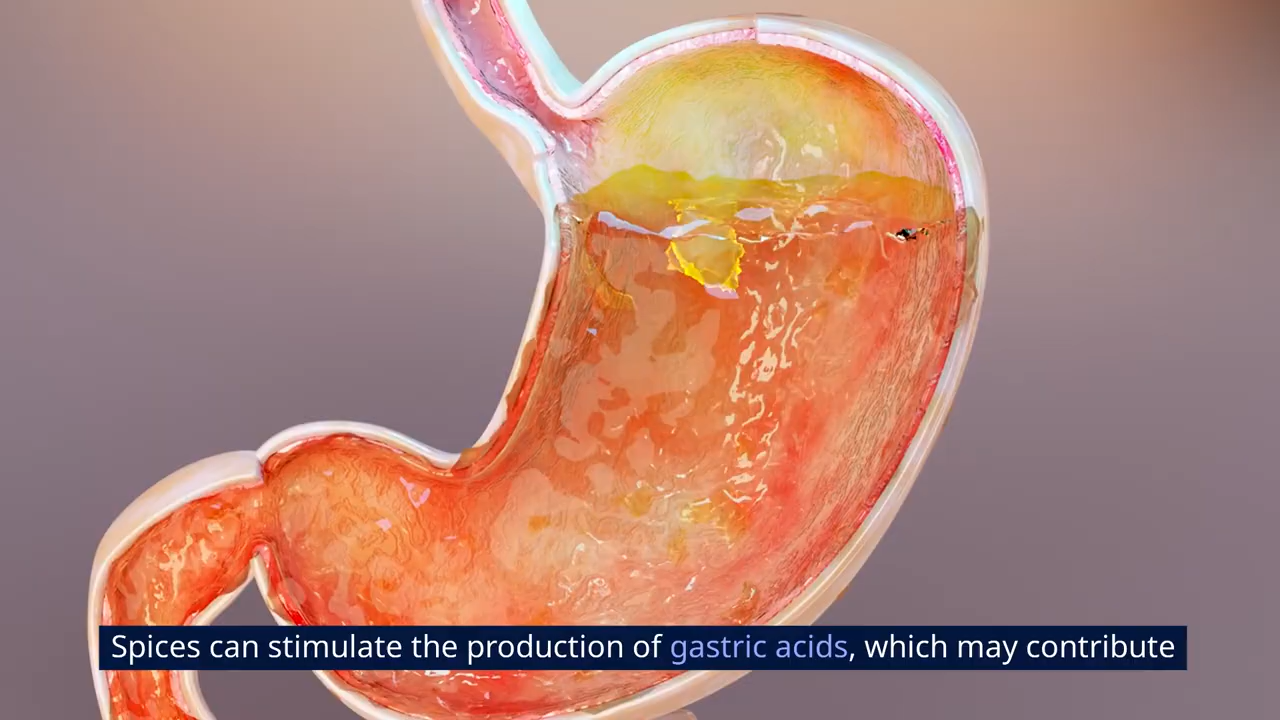 Spices can stimulate the production of gastric acids, which may contribute